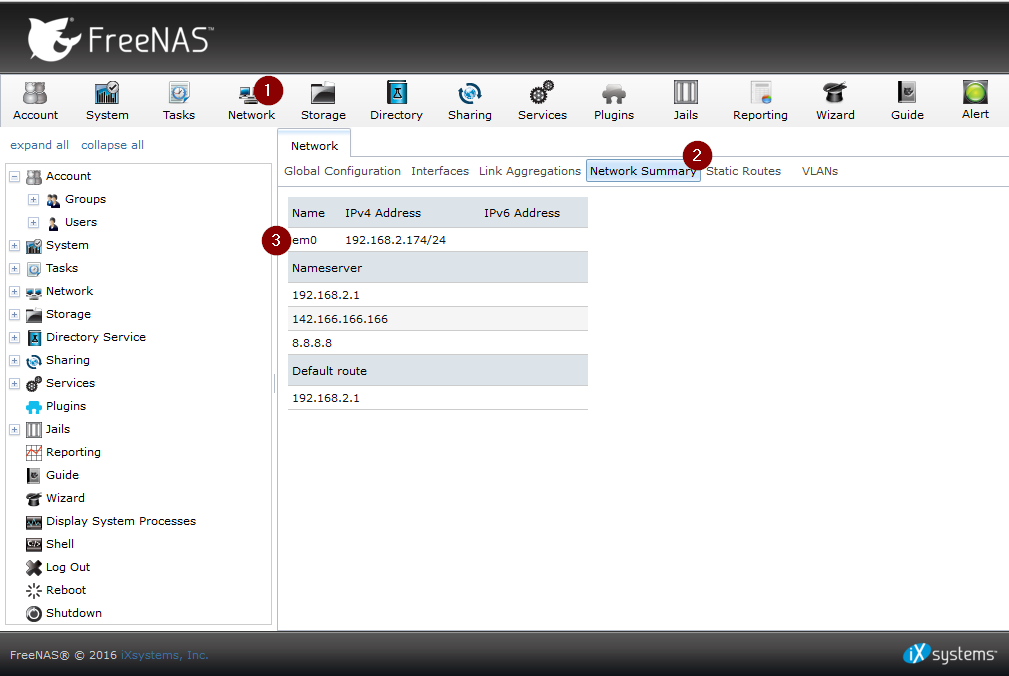 FreeNAS™
Account System Tasks Network 1 Storage Directory Sharing Services Plugins Jails Reporting Wizard Guide Alert
expand all collapse all
Account
Groups
Users
System
Tasks
Network
Storage
Directory Service
Sharing
Services
Plugins
Jails
Reporting
Guide
Wizard
Display System Processes
Shell
Log Out
Reboot
Shutdown
Network
2
Global Configuration Interfaces Link Aggregations Network Summary Static Routes VLANs
Name IPv4 Address IPv6 Address
3 em0 192.168.2.174/24
Nameserver
192.168.2.1
142.166.166.166
8.8.8.8
Default route
192.168.2.1
FreeNAS® © 2016 iXsystems, Inc.
iXsystems